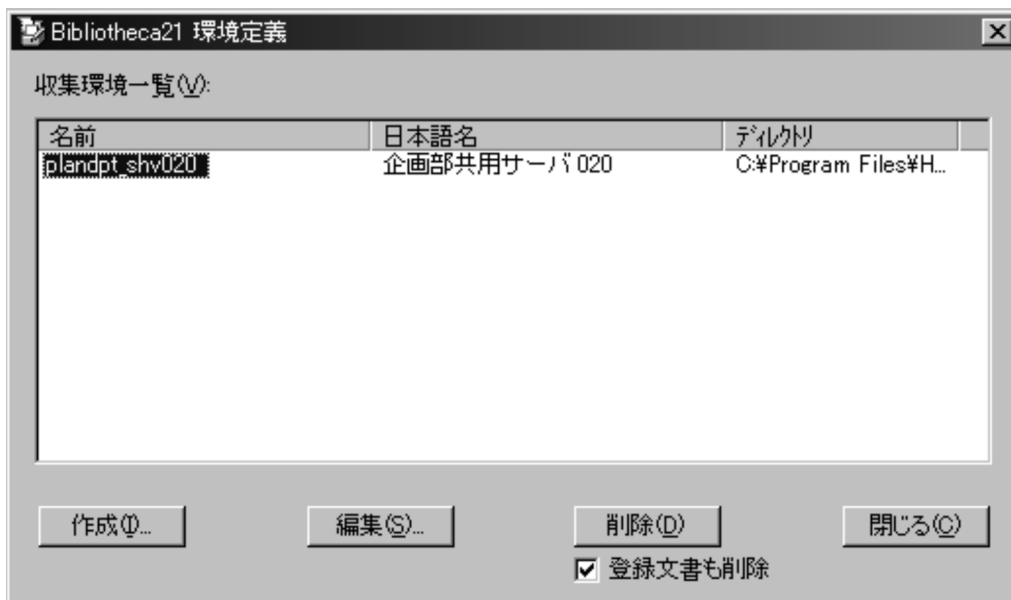 Bibliotheca21 環境定義
収集環境一覧(V):
名前 日本語名 ディレクトリ
plandpt_shv020 企画部共用サーバ020 C:¥Program Files¥H...
作成(I)... 編集(S)... 削除(D) 閉じる(C)
登録文書も削除